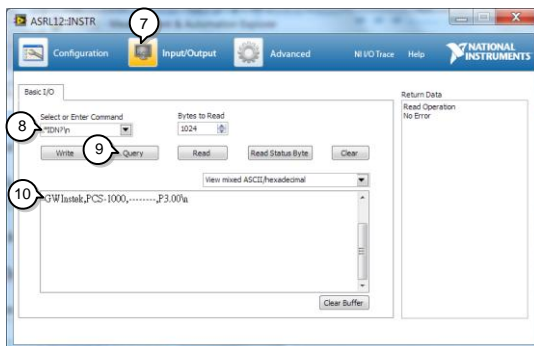 ASRL12::INSTR
7
Configuration Input/Output Advanced NI I/O Trace Help NATIONAL INSTRUMENTS
Basic I/O
Return Data
Select or Enter Command Bytes to Read
Read Operation
No Error
8 *IDN?\n 1024
Write 9 Query Read Read Status Byte Clear
View mixed ASCII/hexadecimal
10 GWInstek,PCS-1000,--------,P3.00\n
Clear Buffer